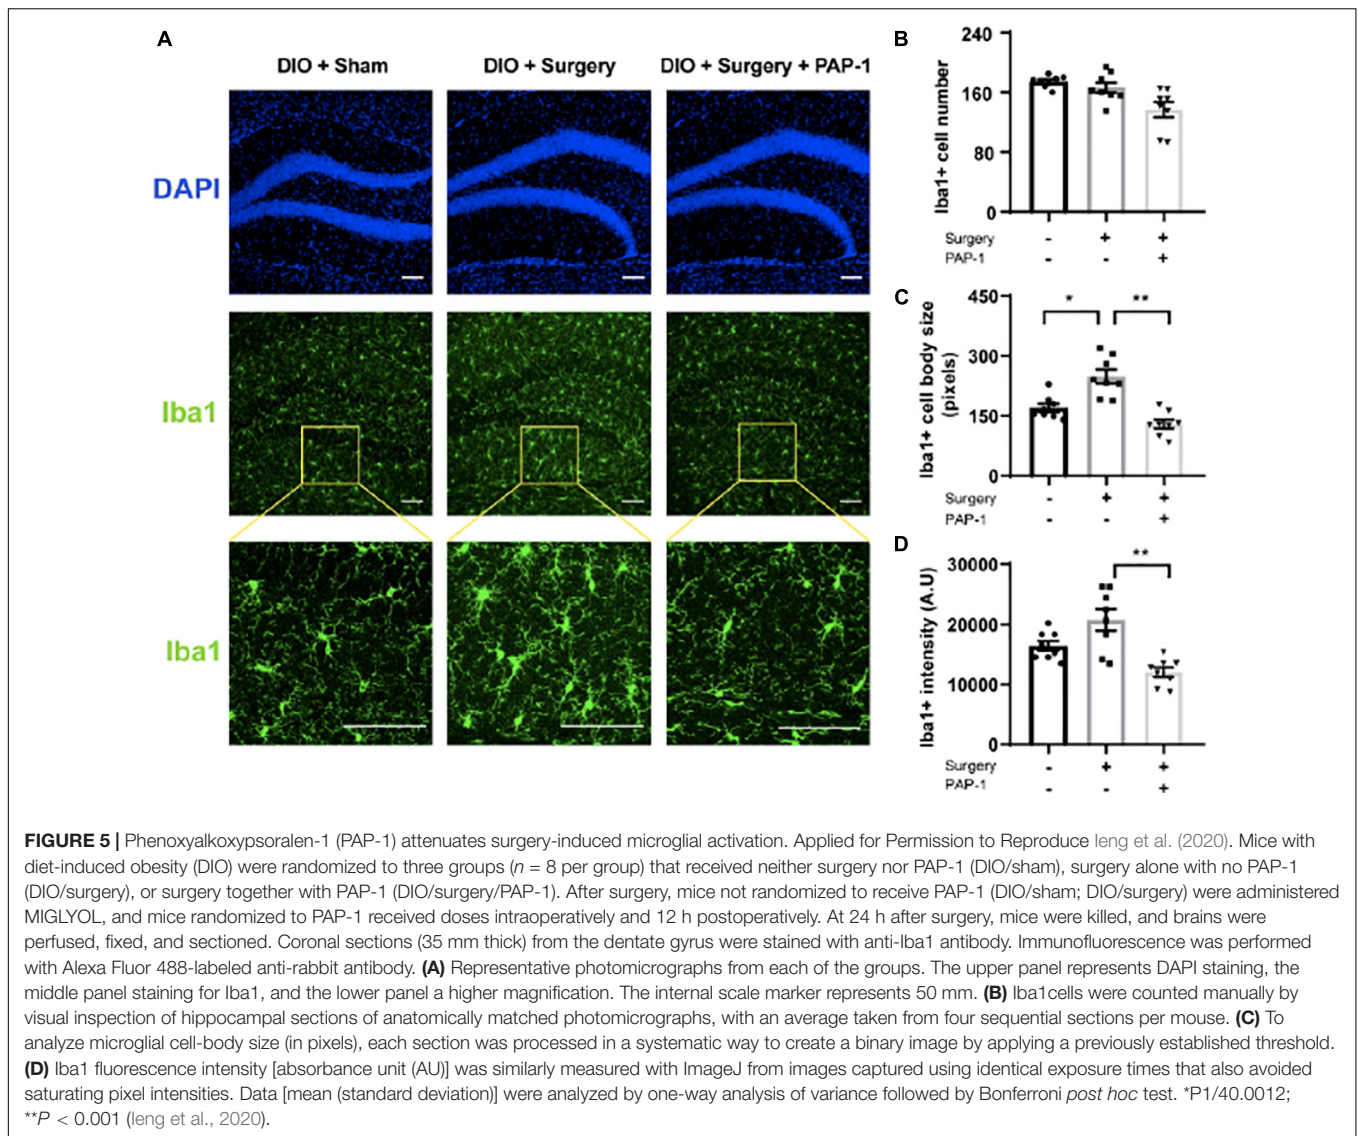 A
DIO + Sham
DIO + Surgery
DIO + Surgery + PAP-1
DAPI
Iba1
Iba1
B
240
160
80
0
Iba1+ cell number
Surgery - + +
PAP-1 - - +
C
450
300
150
0
Iba1+ cell body size
(pixels)
* **
Surgery - + +
PAP-1 - - +
D
30000
20000
10000
0
Iba1+ intensity (A.U)
**
Surgery - + +
PAP-1 - - +
FIGURE 5 | Phenoxyalkoxypsoralen-1 (PAP-1) attenuates surgery-induced microglial activation. Applied for Permission to Reproduce Ieng et al. (2020). Mice with
diet-induced obesity (DIO) were randomized to three groups (n = 8 per group) that received neither surgery nor PAP-1 (DIO/sham), surgery alone with no PAP-1
(DIO/surgery), or surgery together with PAP-1 (DIO/surgery/PAP-1). After surgery, mice not randomized to receive PAP-1 (DIO/sham; DIO/surgery) were administered
MIGLYOL, and mice randomized to PAP-1 received doses intraoperatively and 12 h postoperatively. At 24 h after surgery, mice were killed, and brains were
perfused, fixed, and sectioned. Coronal sections (35 mm thick) from the dentate gyrus were stained with anti-Iba1 antibody. Immunofluorescence was performed
with Alexa Fluor 488-labeled anti-rabbit antibody. (A) Representative photomicrographs from each of the groups. The upper panel represents DAPI staining, the
middle panel staining for Iba1, and the lower panel a higher magnification. The internal scale marker represents 50 mm. (B) Iba1cells were counted manually by
visual inspection of hippocampal sections of anatomically matched photomicrographs, with an average taken from four sequential sections per mouse. (C) To
analyze microglial cell-body size (in pixels), each section was processed in a systematic way to create a binary image by applying a previously established threshold.
(D) Iba1 fluorescence intensity [absorbance unit (AU)] was similarly measured with ImageJ from images captured using identical exposure times that also avoided
saturating pixel intensities. Data [mean (standard deviation)] were analyzed by one-way analysis of variance followed by Bonferroni post hoc test. *P1/40.0012;
**P < 0.001 (Ieng et al., 2020).